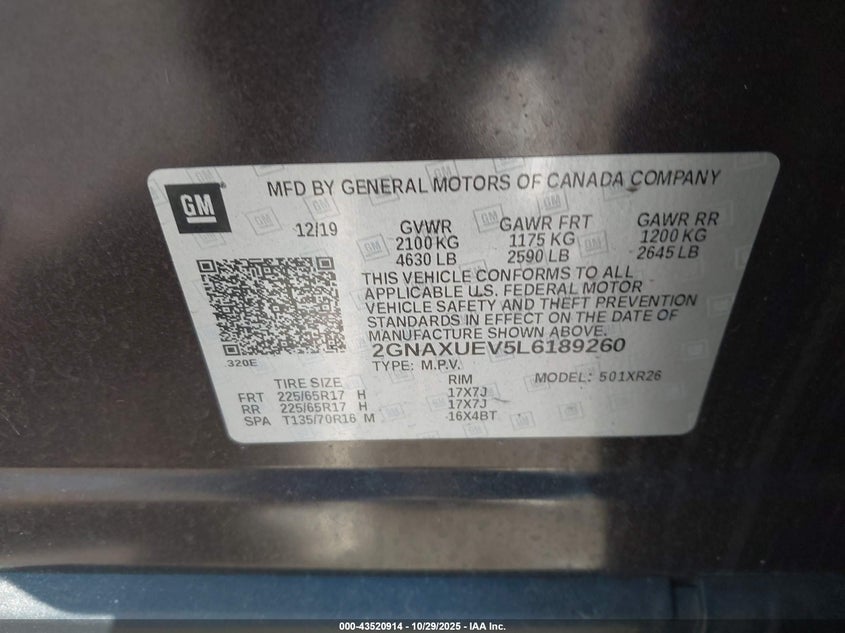 GM
MFD BY GENERAL MOTORS OF CANADA COMPANY
12/19 GVWR GAWR FRT GAWR RR
2100 KG 1175 KG 1200 KG
4630 LB 2590 LB 2645 LB
THIS VEHICLE CONFORMS TO ALL
APPLICABLE U.S. FEDERAL MOTOR
VEHICLE SAFETY AND THEFT PREVENTION
STANDARDS IN EFFECT ON THE DATE OF
MANUFACTURE SHOWN ABOVE.
2GNAXUEV5L6189260
320E
TYPE: M.P.V. MODEL: 501XR26
TIRE SIZE RIM
FRT 225/65R17 H 17X7J
RR 225/65R17 H 17X7J
SPA T135/70R16 M 16X4BT
000-43520914 - 10/29/2025 - IAA Inc.